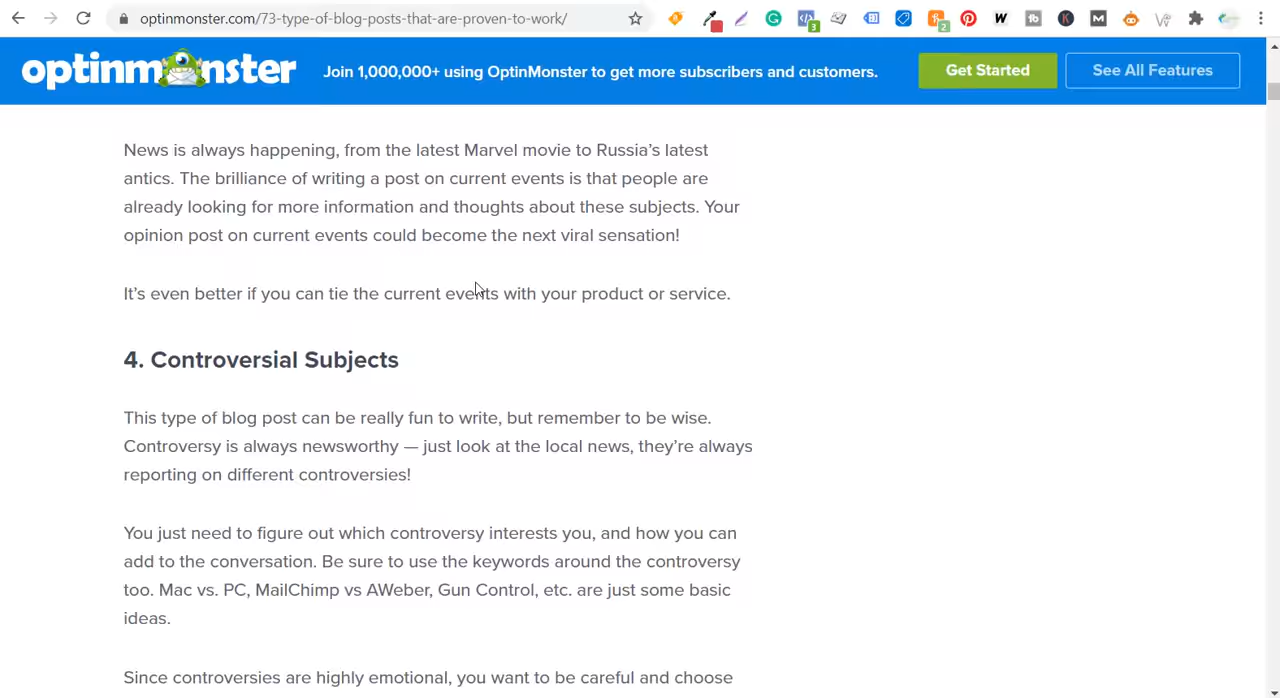 optinmonster.com/73-type-of-blog-posts-that-are-proven-to-work/
3
2
W
tb
K
M
optinmonster
Join 1,000,000+ using OptinMonster to get more subscribers and customers.
Get Started
See All Features
News is always happening, from the latest Marvel movie to Russia’s latest
antics. The brilliance of writing a post on current events is that people are
already looking for more information and thoughts about these subjects. Your
opinion post on current events could become the next viral sensation!
It’s even better if you can tie the current events with your product or service.
4. Controversial Subjects
This type of blog post can be really fun to write, but remember to be wise.
Controversy is always newsworthy — just look at the local news, they’re always
reporting on different controversies!
You just need to figure out which controversy interests you, and how you can
add to the conversation. Be sure to use the keywords around the controversy
too. Mac vs. PC, MailChimp vs AWeber, Gun Control, etc. are just some basic
ideas.
Since controversies are highly emotional, you want to be careful and choose